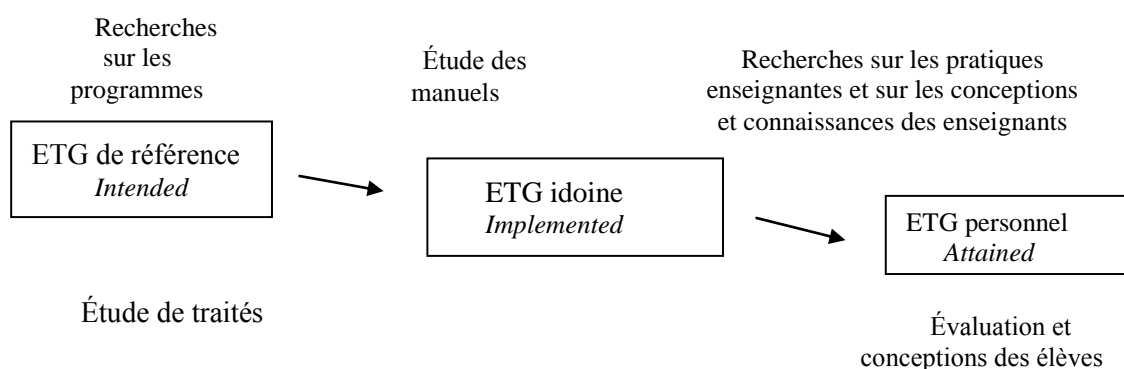 Recherches
sur les
programmes
Étude des
manuels
Recherches sur les pratiques
enseignantes et sur les conceptions
et connaissances des enseignants
ETG de référence
Intended
ETG idoine
Implemented
ETG personnel
Attained
Étude de traités
Évaluation et
conceptions des élèves